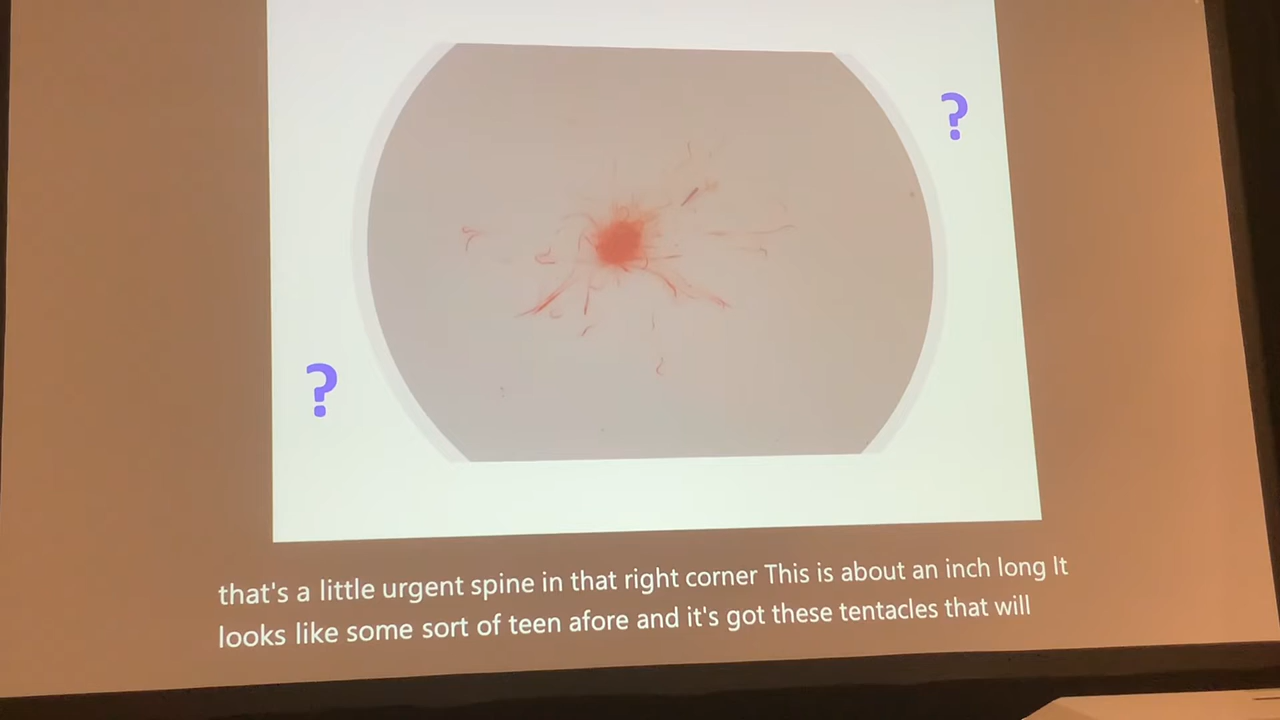 ?
?
that's a little urgent spine in that right corner This is about an inch long It
looks like some sort of teen afore and it's got these tentacles that will